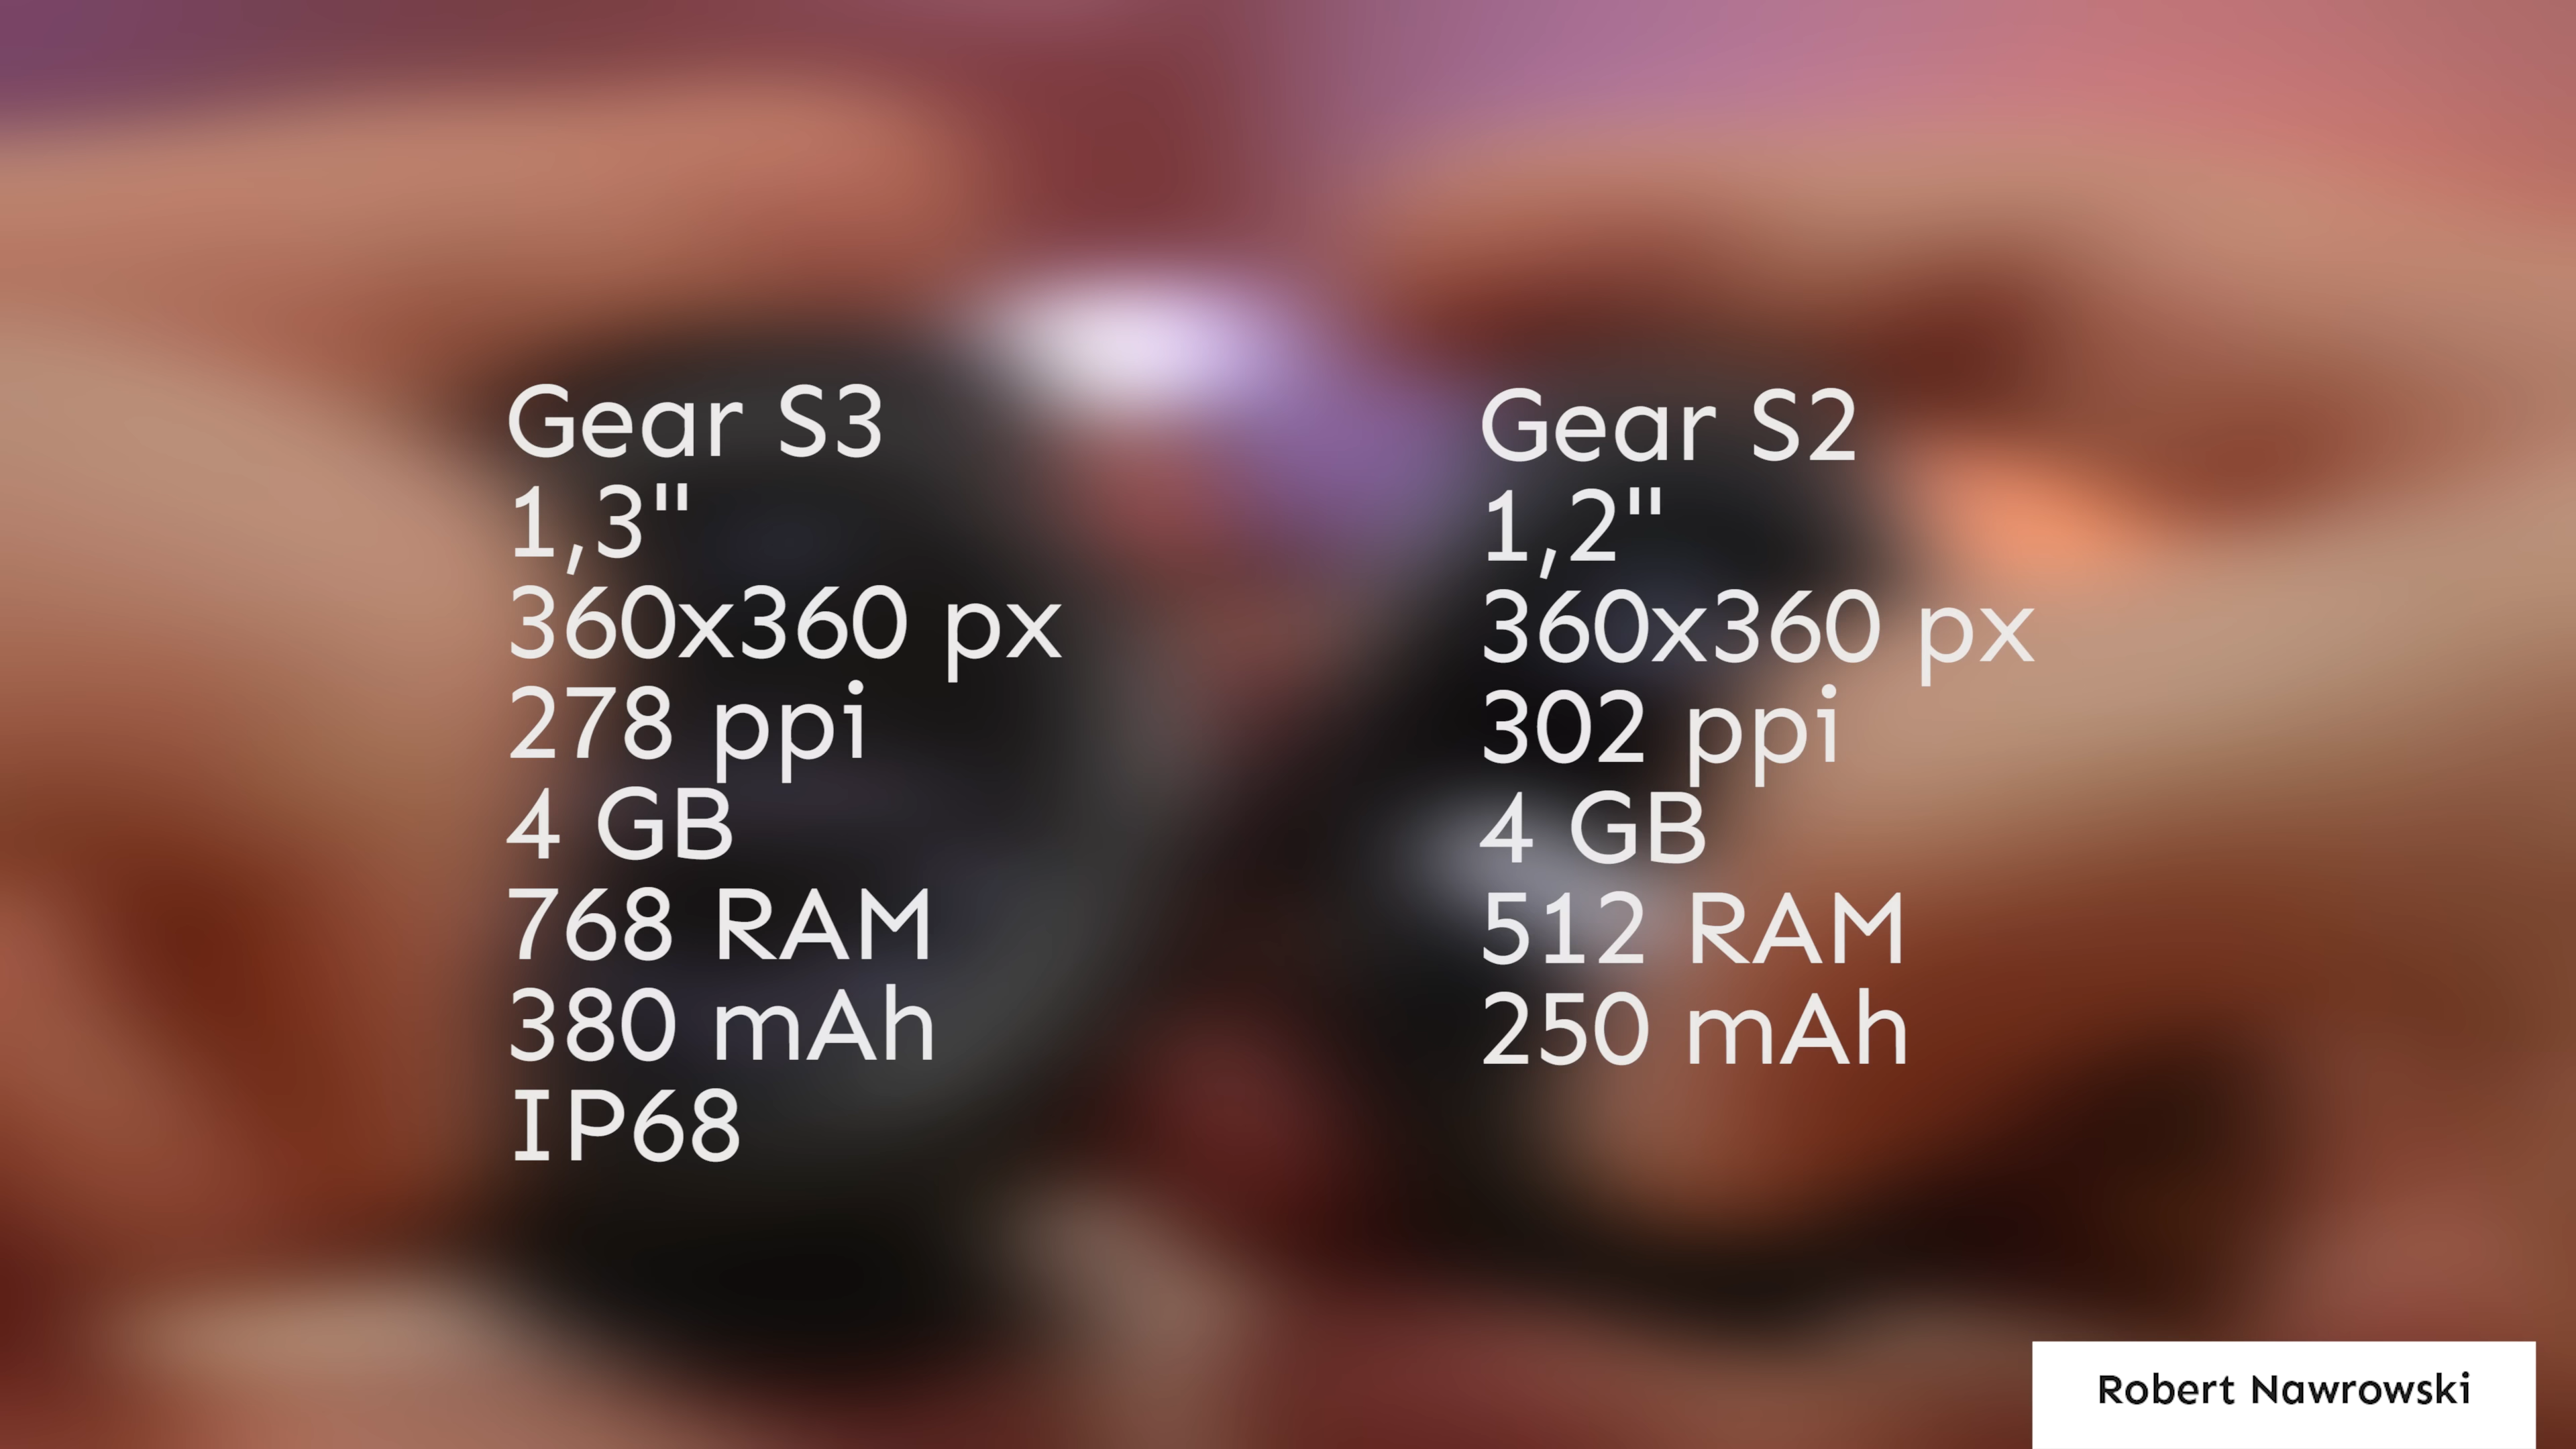 Gear S3
1,3"
360x360 px
278 ppi
4 GB
768 RAM
380 mAh
IP68
Gear S2
1,2"
360x360 px
302 ppi
4 GB
512 RAM
250 mAh
Robert Nawrowski